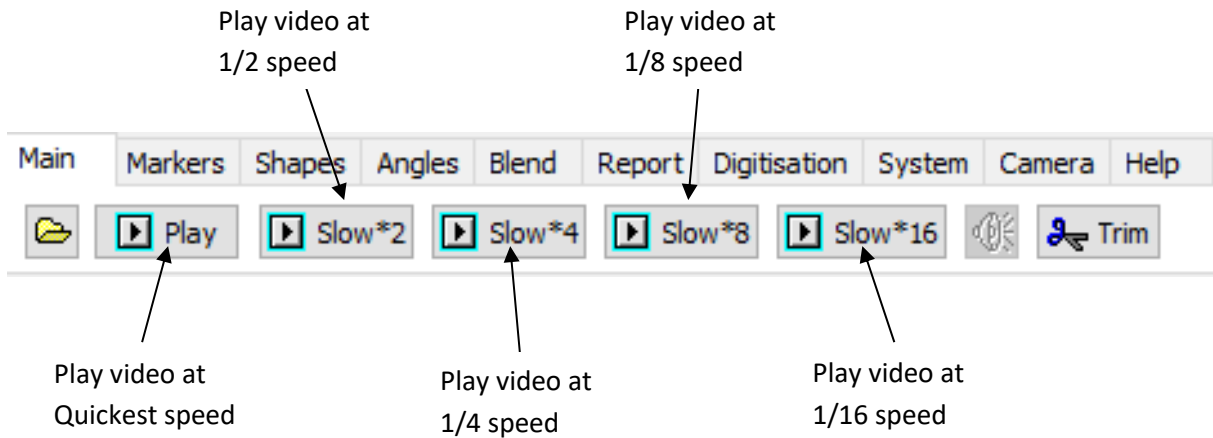 Play video at
1/2 speed
Play video at
1/8 speed
Main Markers Shapes Angles Blend Report Digitisation System Camera Help
Play Slow*2 Slow*4 Slow*8 Slow*16 Trim
Play video at
Quickest speed
Play video at
1/4 speed
Play video at
1/16 speed